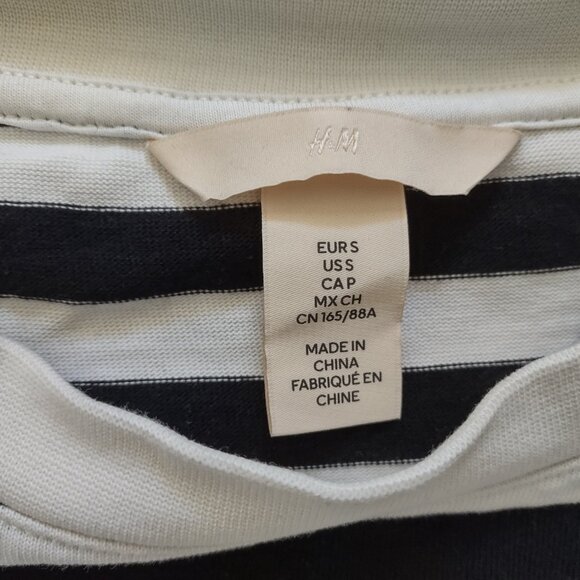 H&M
EUR S
US S
CA P
MX CH
CN 165/88A
MADE IN
CHINA
FABRIQUÉ EN
CHINE